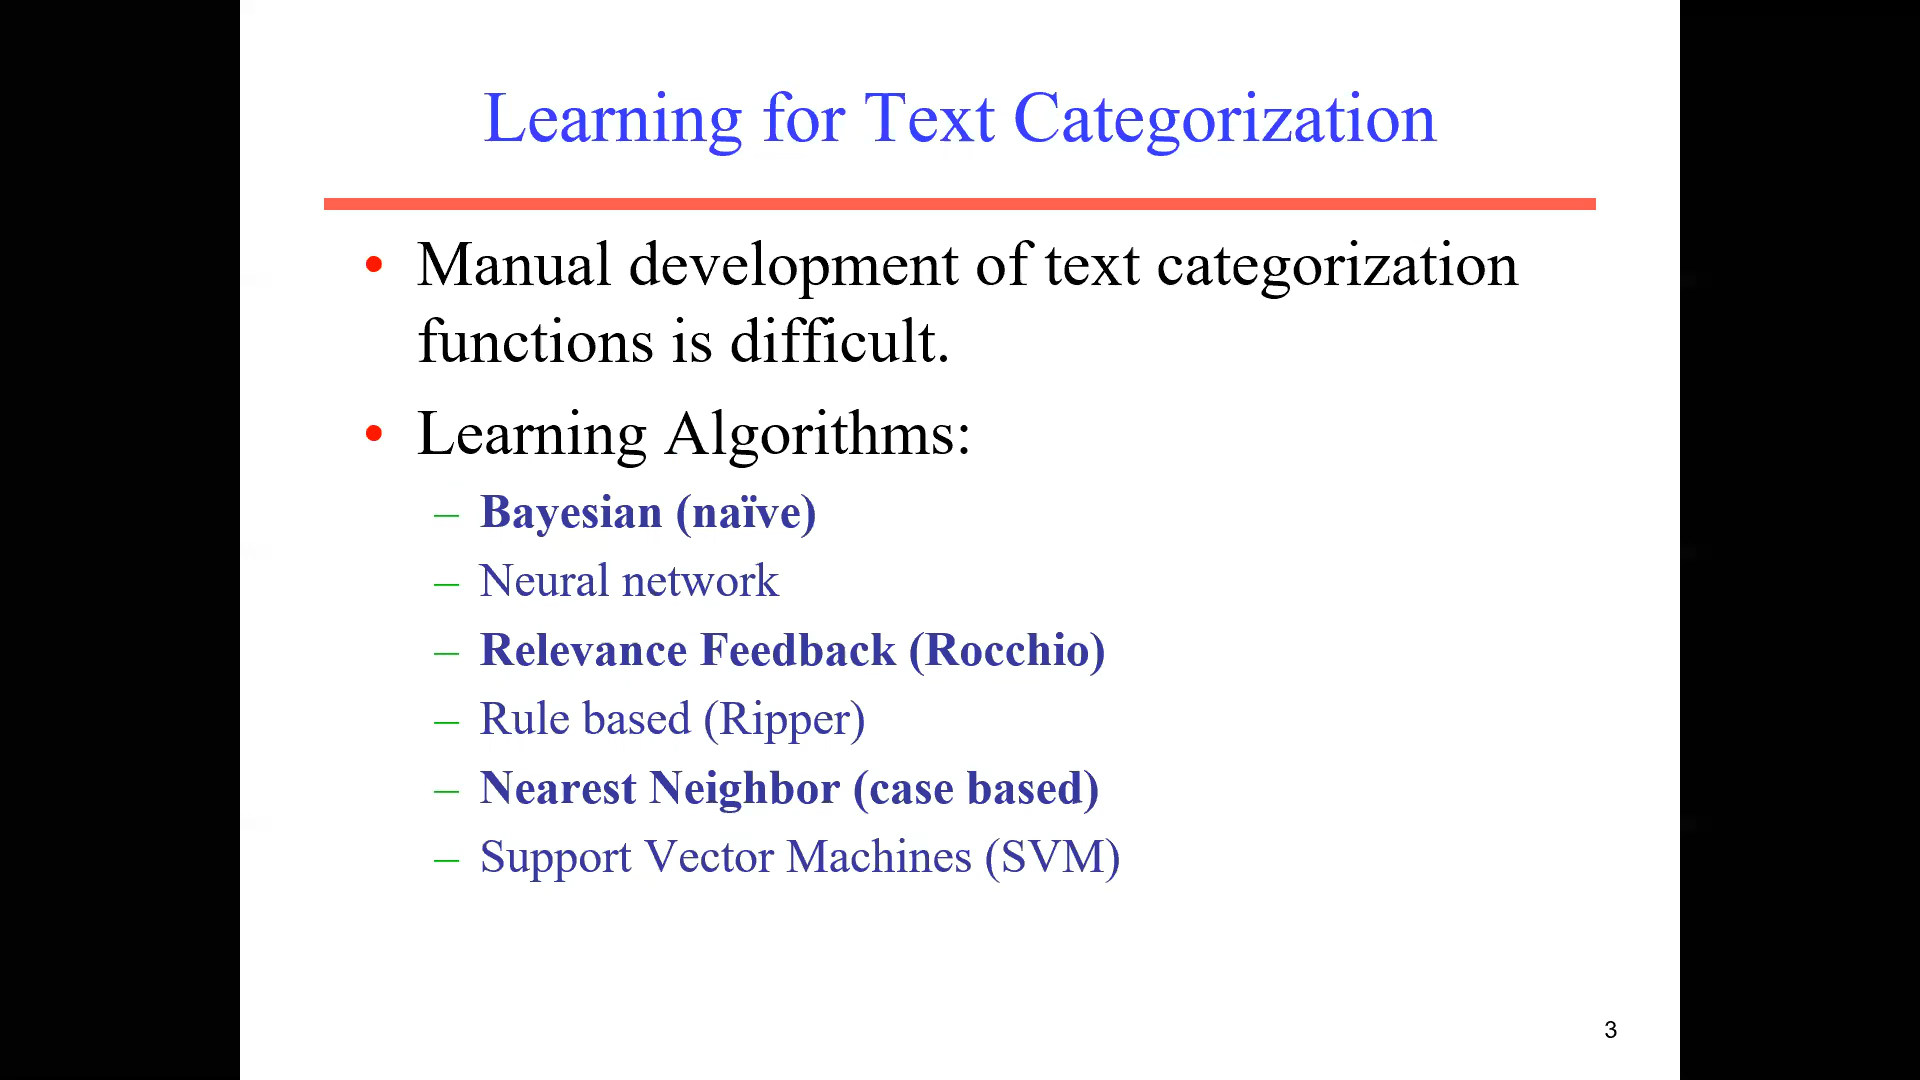 Learning for Text Categorization
• Manual development of text categorization
functions is difficult.
• Learning Algorithms:
– Bayesian (naïve)
– Neural network
– Relevance Feedback (Rocchio)
– Rule based (Ripper)
– Nearest Neighbor (case based)
– Support Vector Machines (SVM)
3